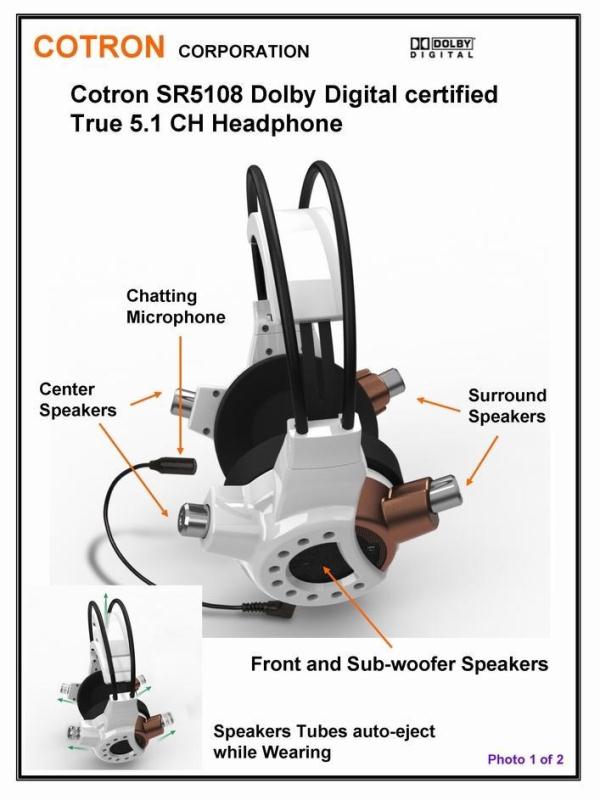 COTRON CORPORATION
DOLBY
DIGITAL
Cotron SR5108 Dolby Digital certified
True 5.1 CH Headphone
Chatting
Microphone
Center
Speakers
Surround
Speakers
Front and Sub-woofer Speakers
Speakers Tubes auto-eject
while Wearing
Photo 1 of 2